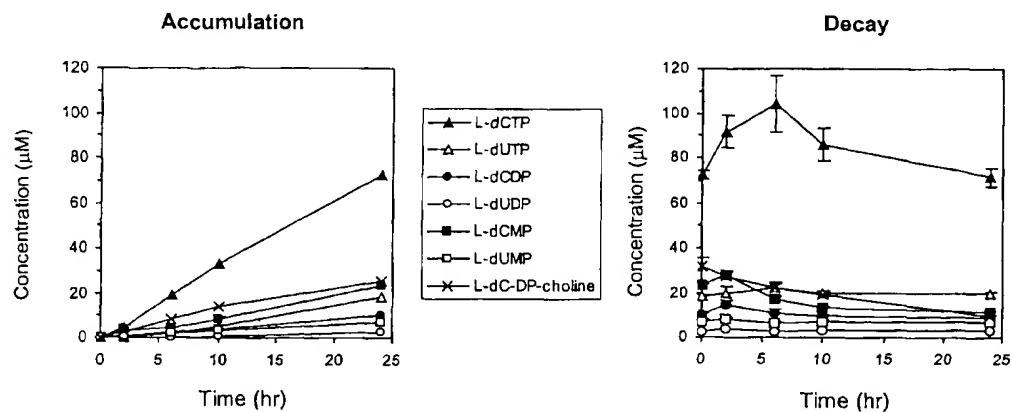 Accumulation
Concentration (µM)
120
100
80
60
40
20
0
0 5 10 15 20 25
Time (hr)
L-dCTP
L-dUTP
L-dCDP
L-dUDP
L-dCMP
L-dUMP
L-dC-DP-choline
Decay
Concentration (µM)
120
100
80
60
40
20
0
0 5 10 15 20 25
Time (hr)